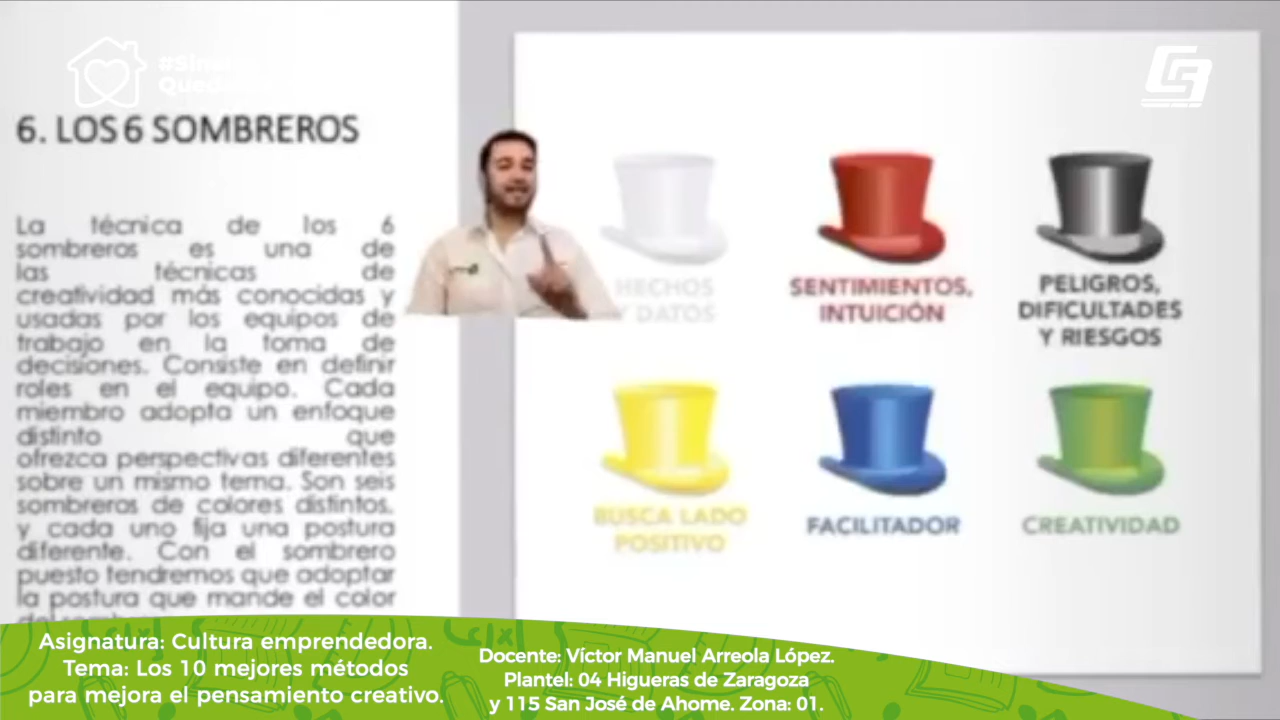 6. LOS 6 SOMBREROS
La técnica de los 6
sombreros es una de
las técnicas de
creatividad más conocidas y
usadas por los equipos de
trabajo en la toma de
decisiones. Consiste en definir
roles en el equipo. Cada
miembro adopta un enfoque
distinto que
ofrezca perspectivas diferentes
sobre un mismo tema. Son seis
sombreros de colores distintos,
y cada uno fija una postura
diferente. Con el sombrero
puesto tendremos que adoptar
la postura que mande el color
HECHOS
Y DATOS
SENTIMIENTOS,
INTUICIÓN
PELIGROS,
DIFICULTADES
Y RIESGOS
BUSCA LADO
POSITIVO
FACILITADOR
CREATIVIDAD
Asignatura: Cultura emprendedora.
Tema: Los 10 mejores métodos
para mejora el pensamiento creativo.
Docente: Víctor Manuel Arreola López.
Plantel: 04 Higueras de Zaragoza
y 115 San José de Ahome. Zona: 01.